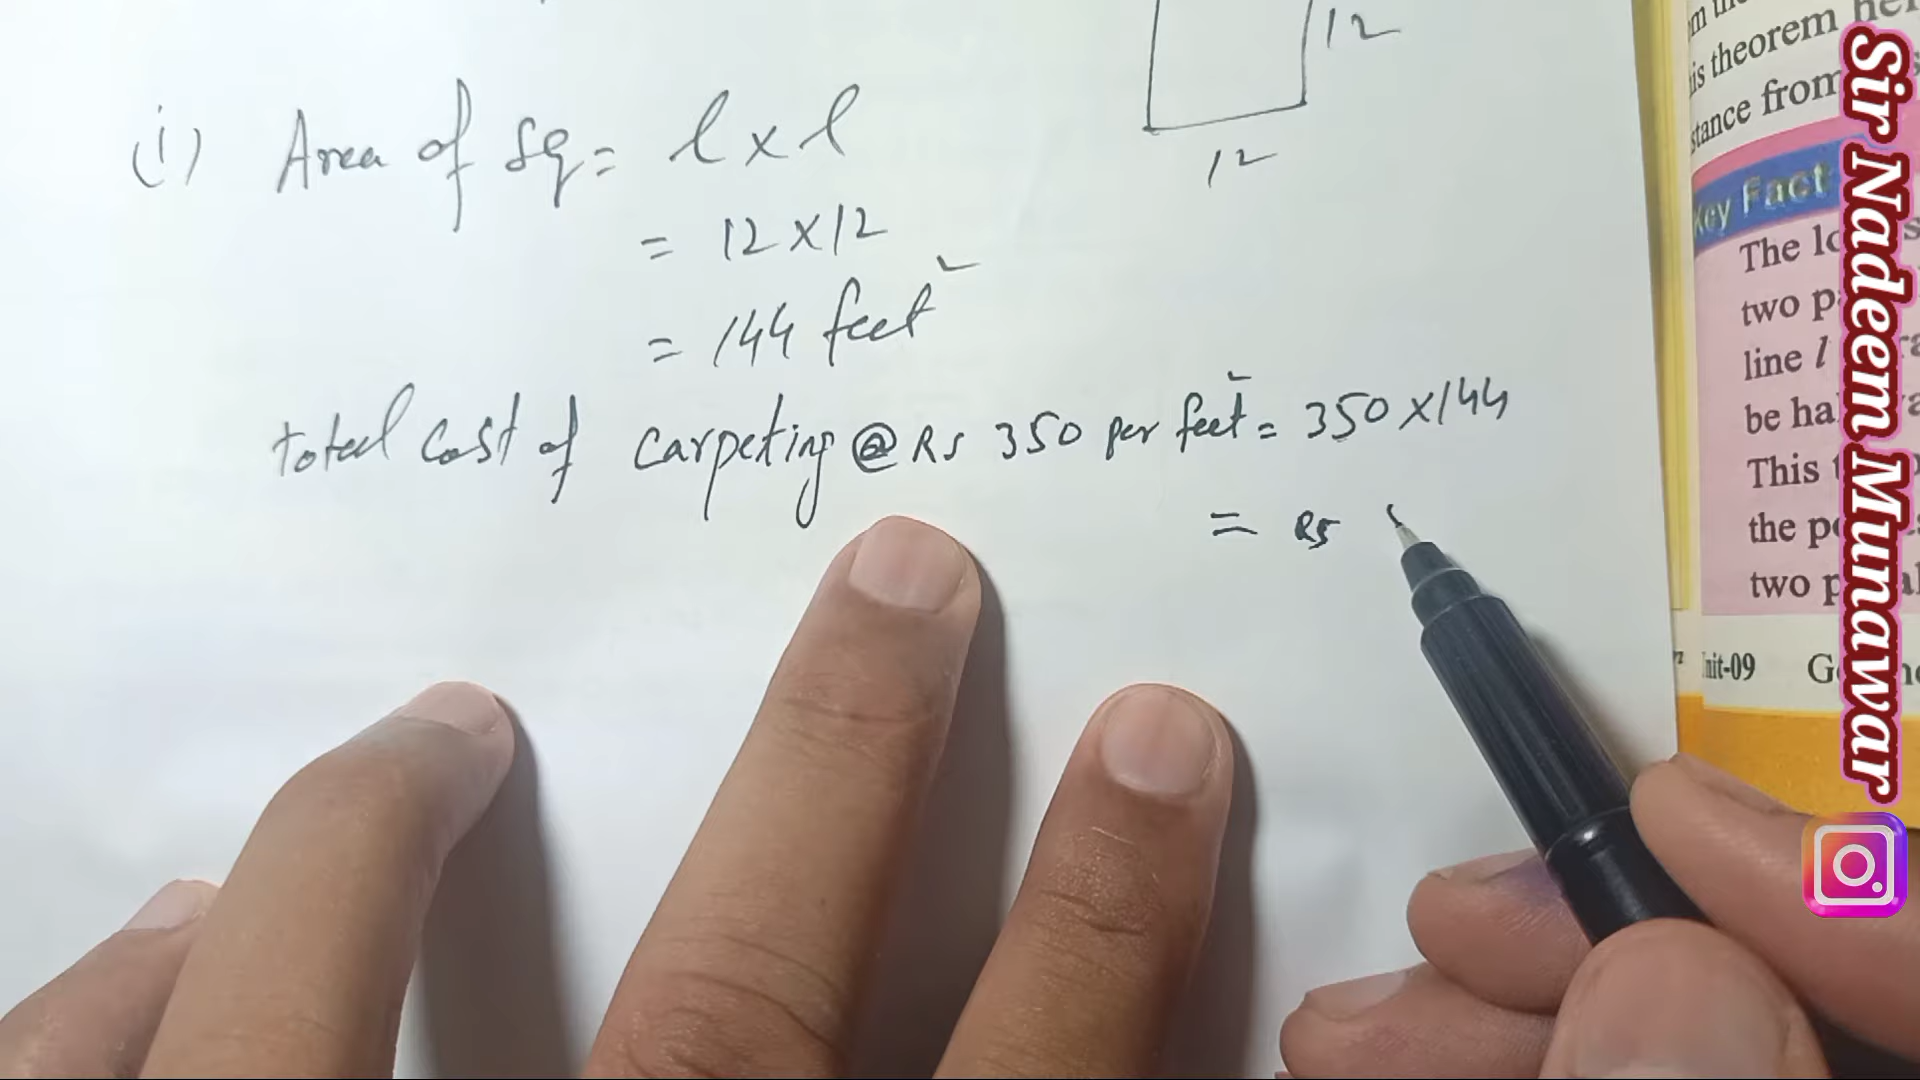 12
12
(i) Area of sq = l x l
= 12 x 12
= 144 feet²
total cost of carpeting @ Rs 350 per feet² = 350 x 144
= Rs
is theorem
stance from
Key Fact
The
two
line l
be
This
the
two
Unit-09
Sir Nadeem Munawar